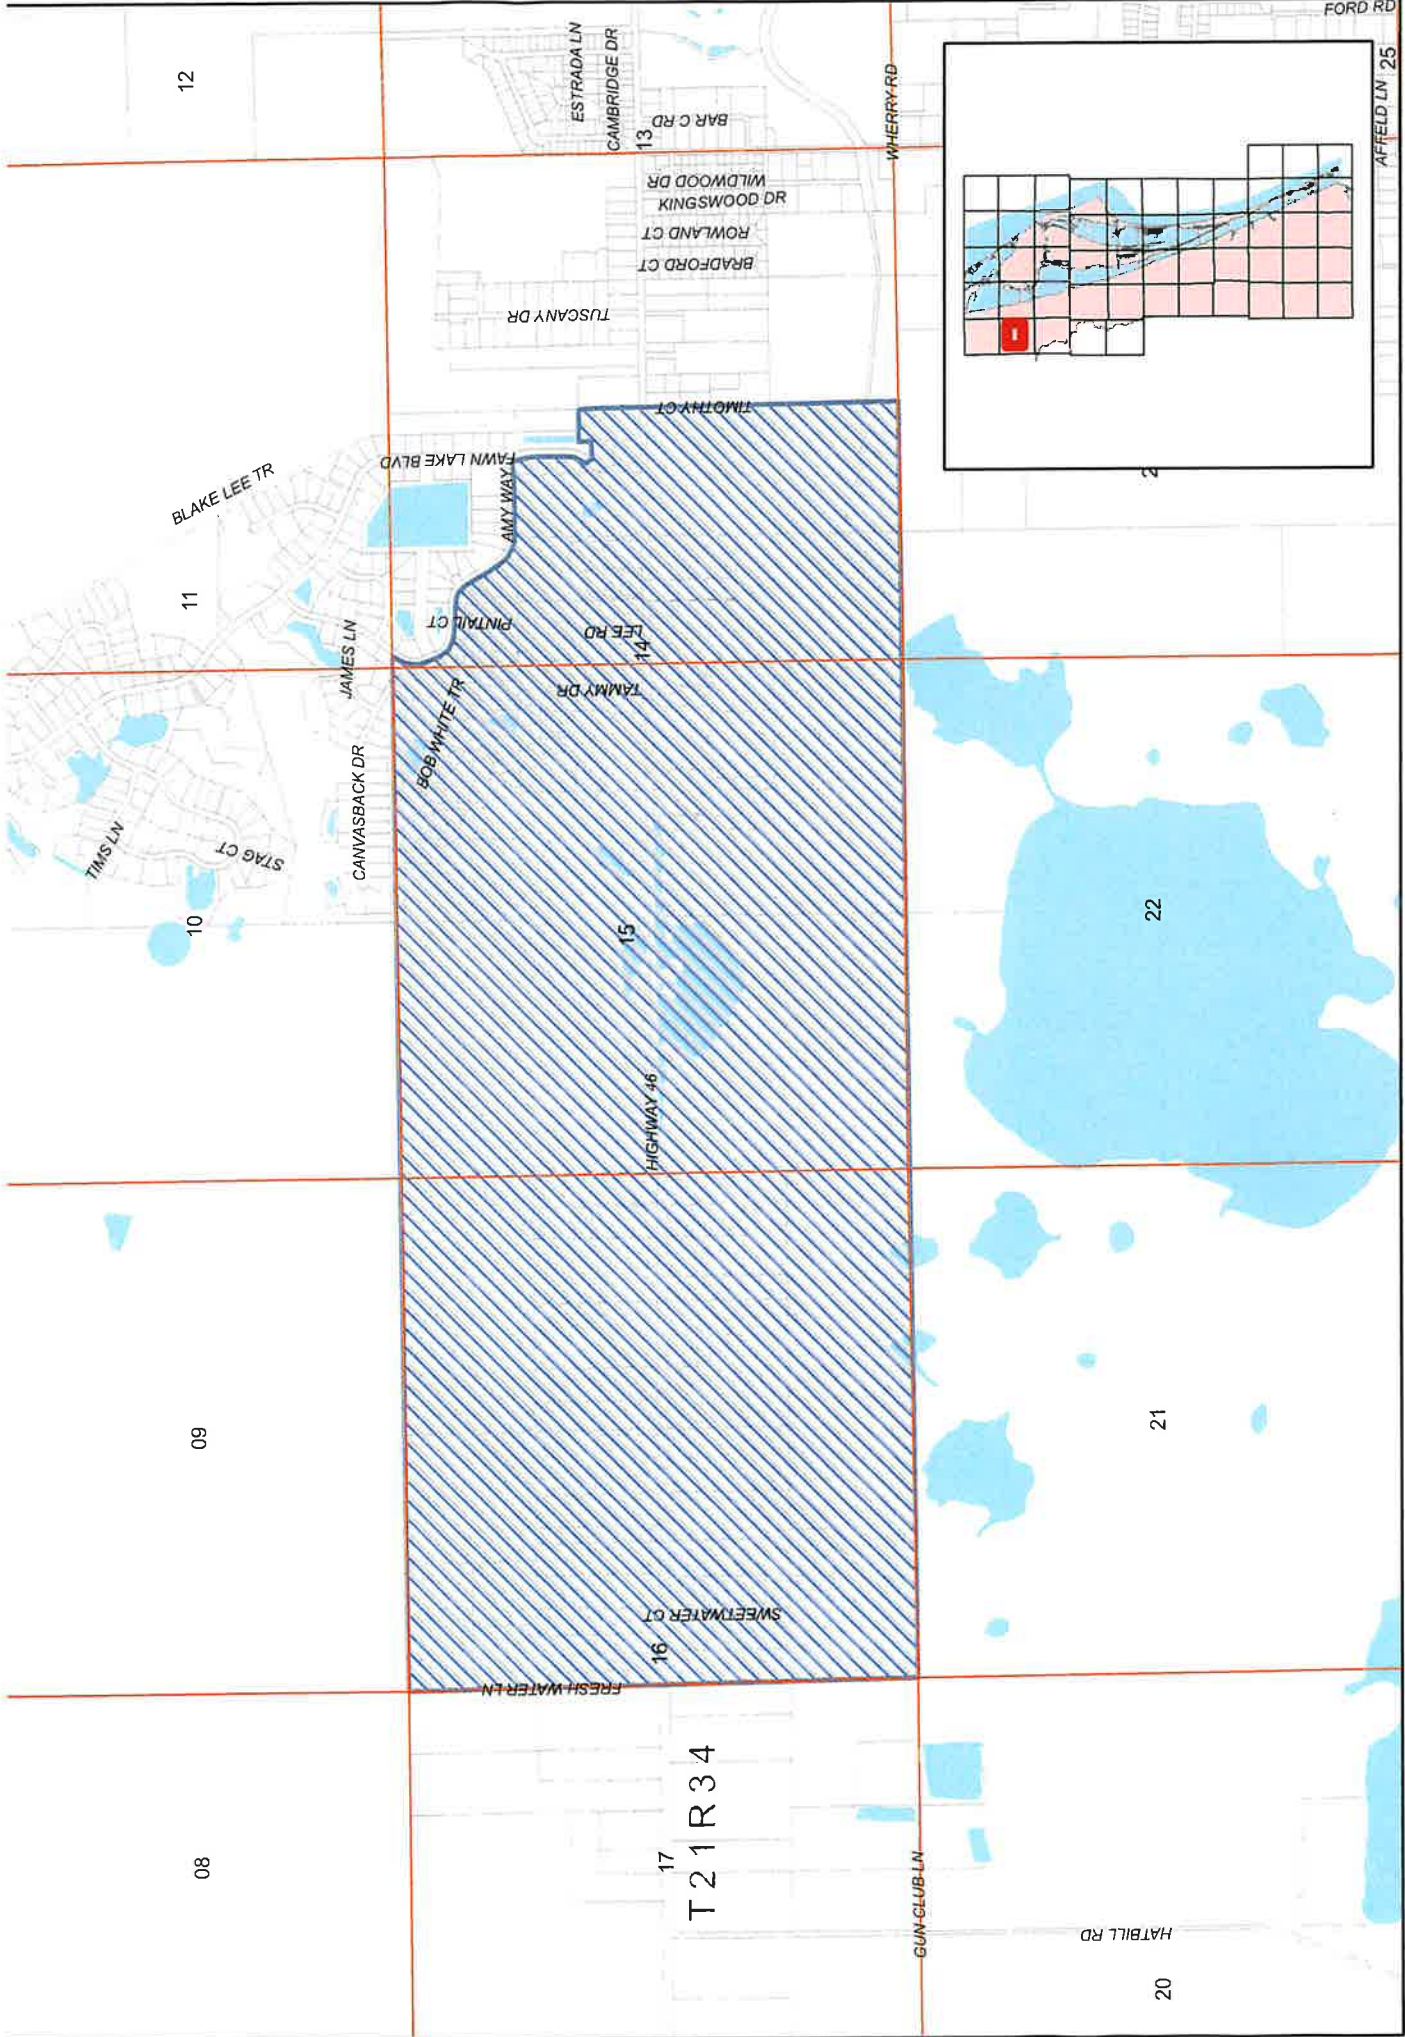 FORD RD
12
ESTRADA LN
CAMBRIDGE DR
13
BAR C RD
WHERRY RD
AFFELD LN
25
WILDWOOD DR
KINGSWOOD DR
ROWLAND CT
BRADFORD CT
TUSCANY DR
TIMOTHY CT
FAWN LAKE BLVD
BLAKE LEE TR
AMY WAY
11
PINTAIL CT
LEE RD
14
JAMES LN
TAMMY DR
BOB WHITE TR
CANVASBACK DR
TIMS LN
STAG CT
10
15
22
HIGHWAY 46
09
21
SWEETWATER CT
16
FRESH WATER LN
08
17
T21R34
GUN CLUB LN
HATBILL RD
20